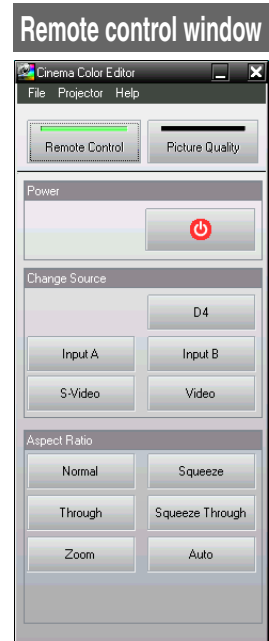 Remote control window
Cinema Color Editor
File Projector Help
Remote Control Picture Quality
Power
Change Source
D4
Input A Input B
S-Video Video
Aspect Ratio
Normal Squeeze
Through Squeeze Through
Zoom Auto